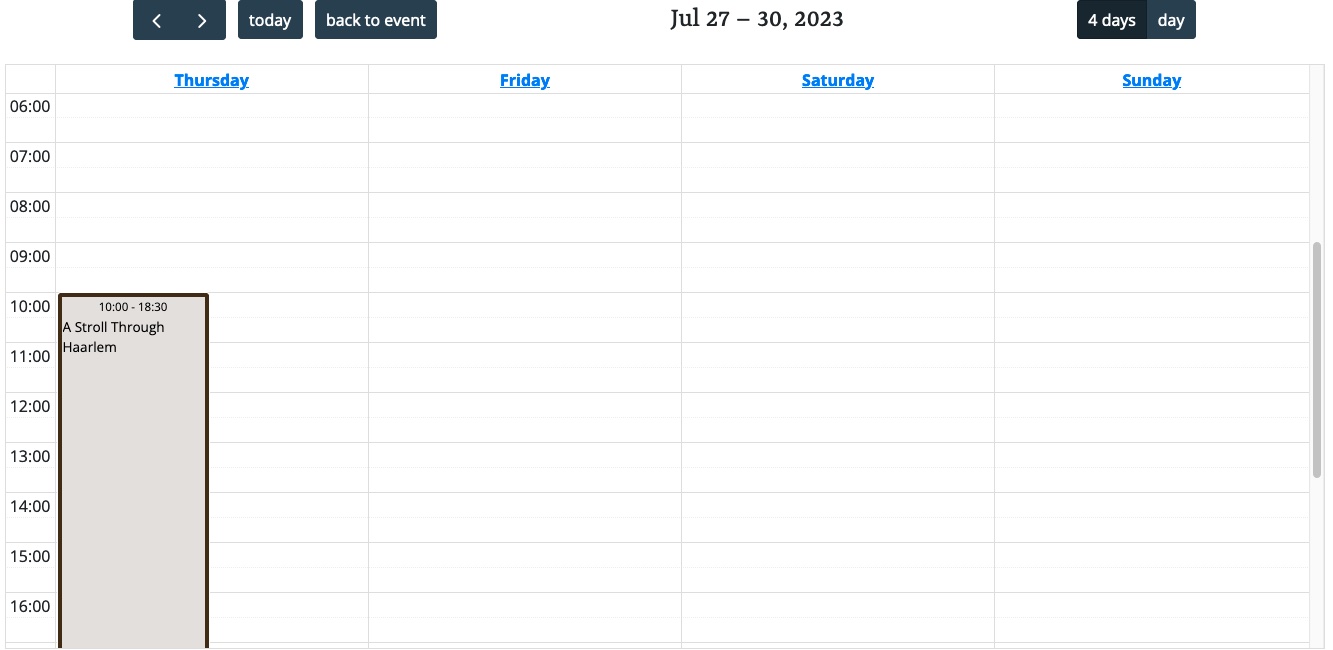 today
back to event
Jul 27 – 30, 2023
4 days
day
Thursday
Friday
Saturday
Sunday
06:00
07:00
08:00
09:00
10:00
10:00 - 18:30
A Stroll Through
Haarlem
11:00
12:00
13:00
14:00
15:00
16:00